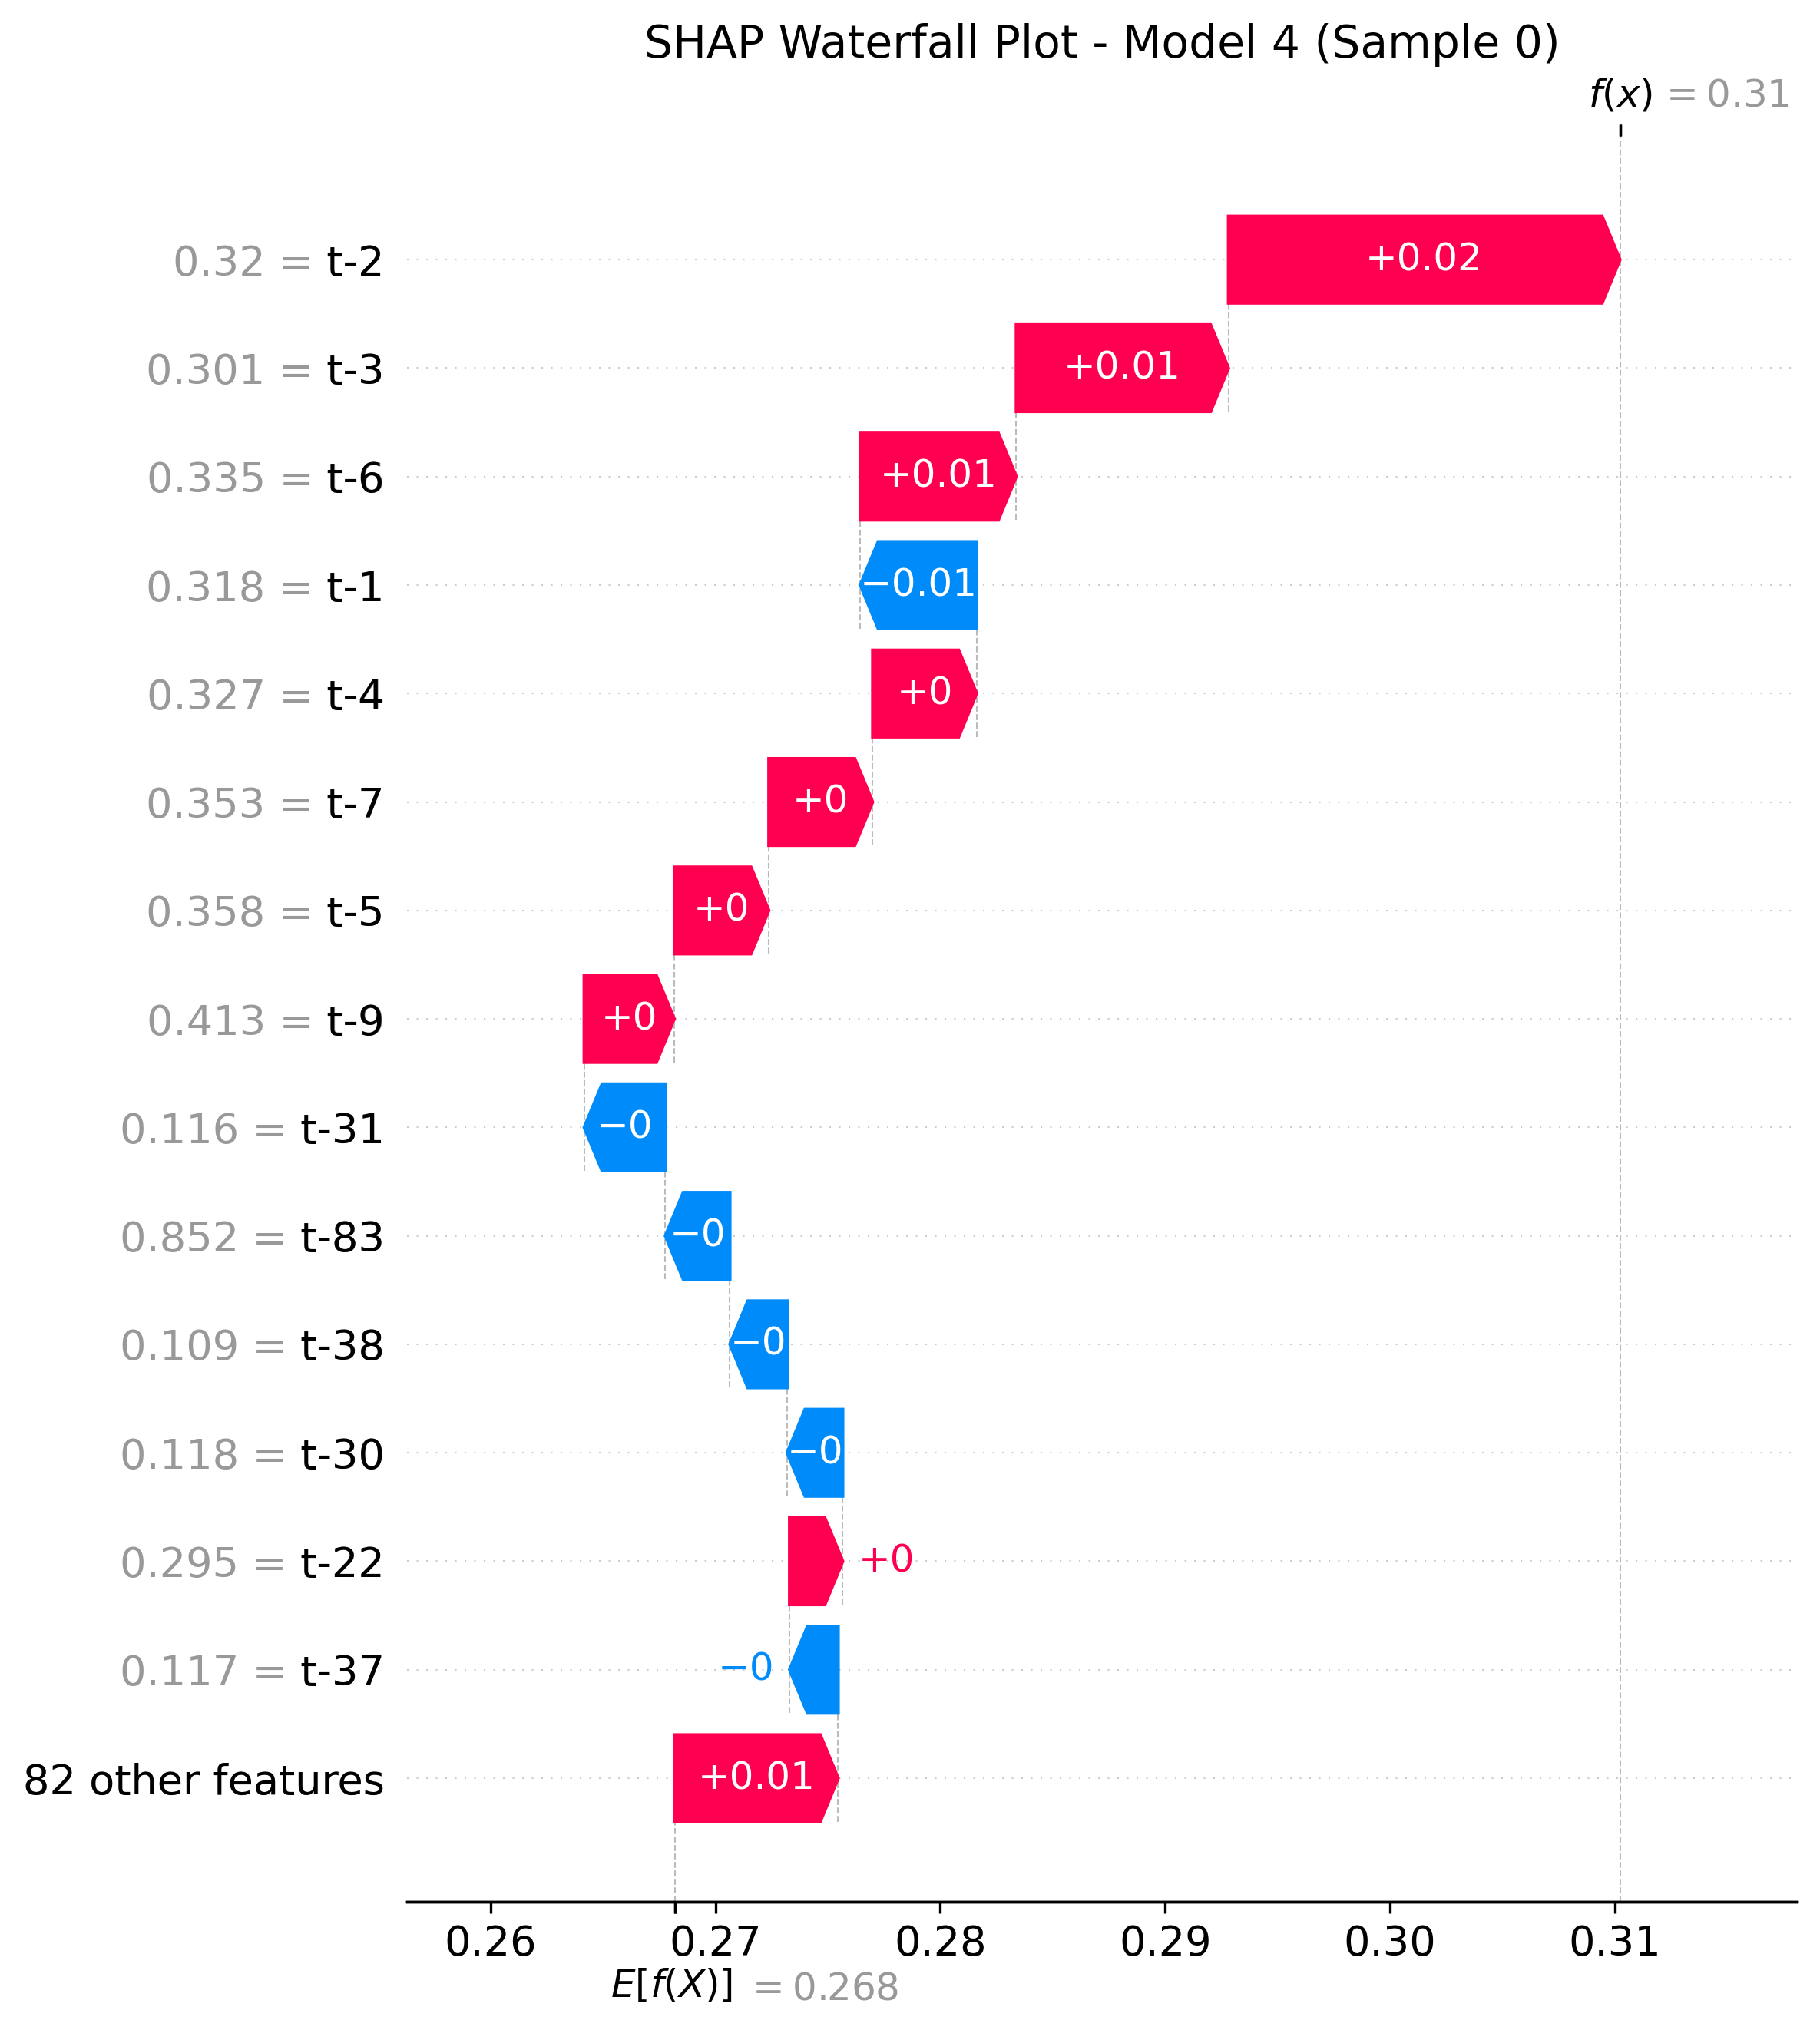 SHAP Waterfall Plot - Model 4 (Sample 0)
f(x) = 0.31
0.32 = t-2 +0.02
0.301 = t-3 +0.01
0.335 = t-6 +0.01
0.318 = t-1 −0.01
0.327 = t-4 +0
0.353 = t-7 +0
0.358 = t-5 +0
0.413 = t-9 +0
0.116 = t-31 −0
0.852 = t-83 −0
0.109 = t-38 −0
0.118 = t-30 −0
0.295 = t-22 +0
0.117 = t-37 −0
82 other features +0.01
0.26 0.27 0.28 0.29 0.30 0.31
E[f(X)] = 0.268